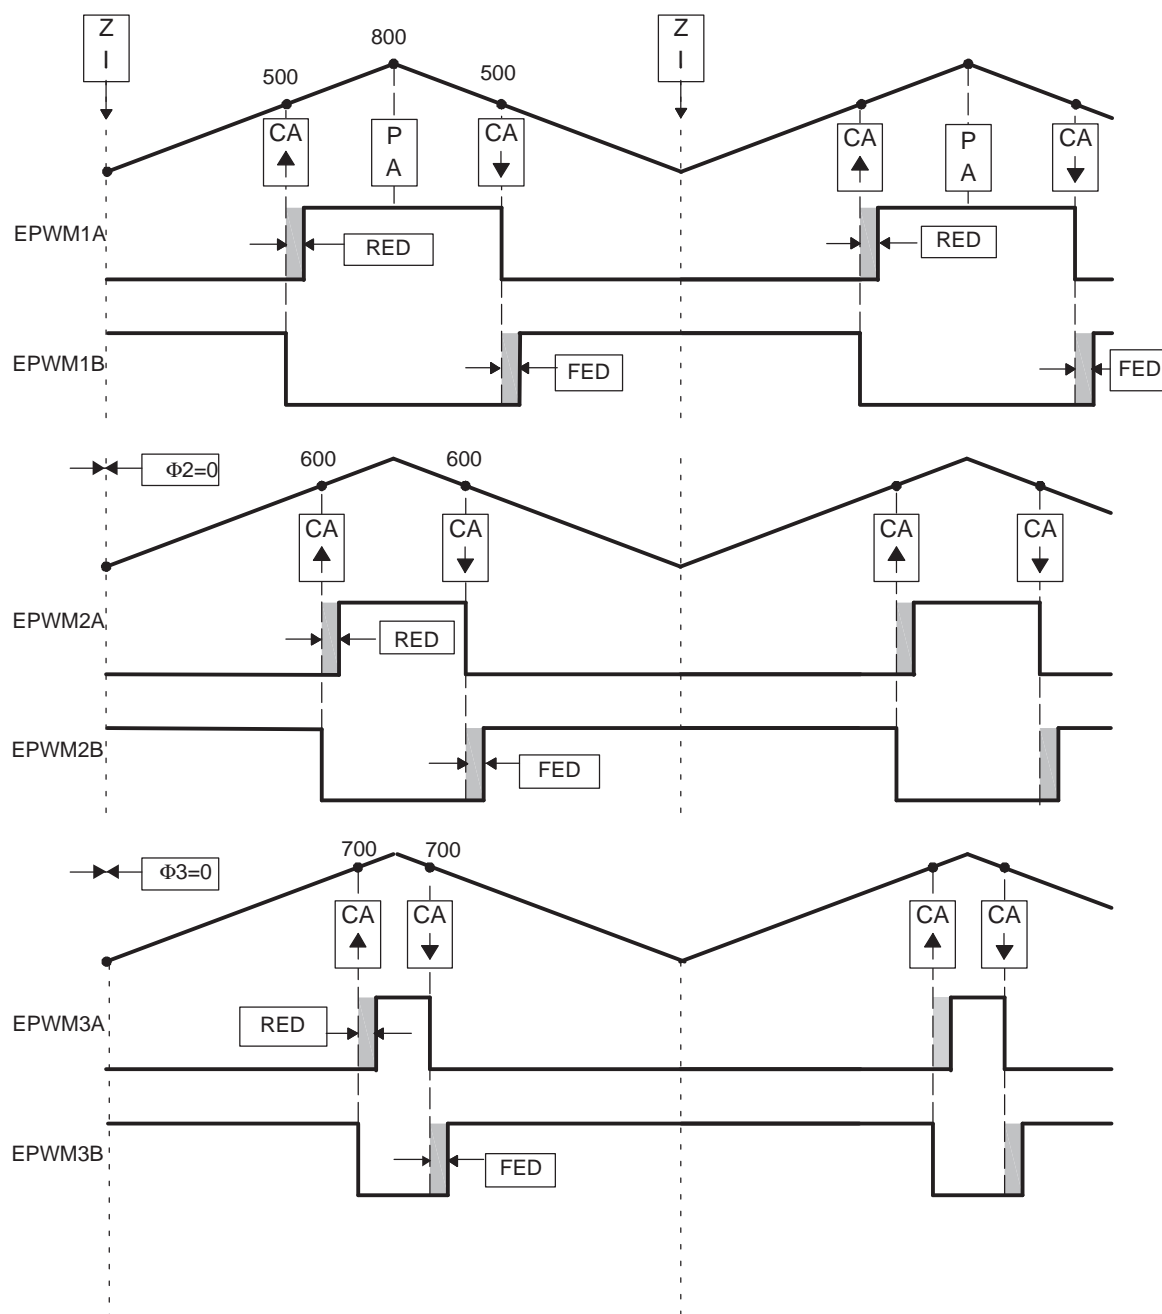 Z
I
Z
I
800
500
500
CA
P
A
CA
CA
P
A
CA
EPWM1A
RED
RED
EPWM1B
FED
FED
Φ2=0
600
600
CA
CA
CA
CA
EPWM2A
RED
EPWM2B
FED
Φ3=0
700
700
CA
CA
CA
CA
EPWM3A
RED
EPWM3B
FED